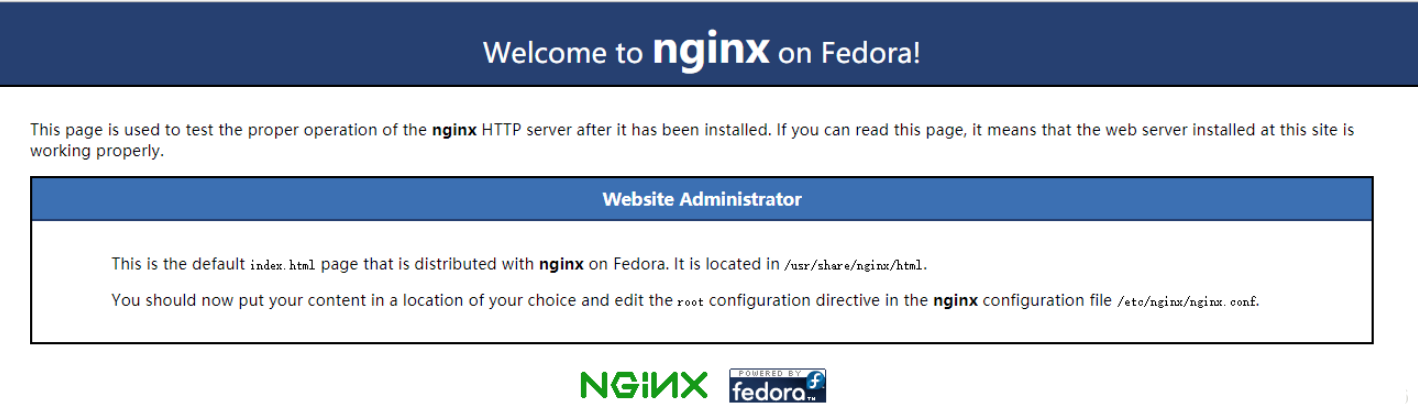 Welcome to nginx on Fedora!
This page is used to test the proper operation of the nginx HTTP server after it has been installed. If you can read this page, it means that the web server installed at this site is
working properly.
Website Administrator
This is the default index.html page that is distributed with nginx on Fedora. It is located in /usr/share/nginx/html.
You should now put your content in a location of your choice and edit the root configuration directive in the nginx configuration file /etc/nginx/nginx.conf.
NGiNX
POWERED BY
fedora™